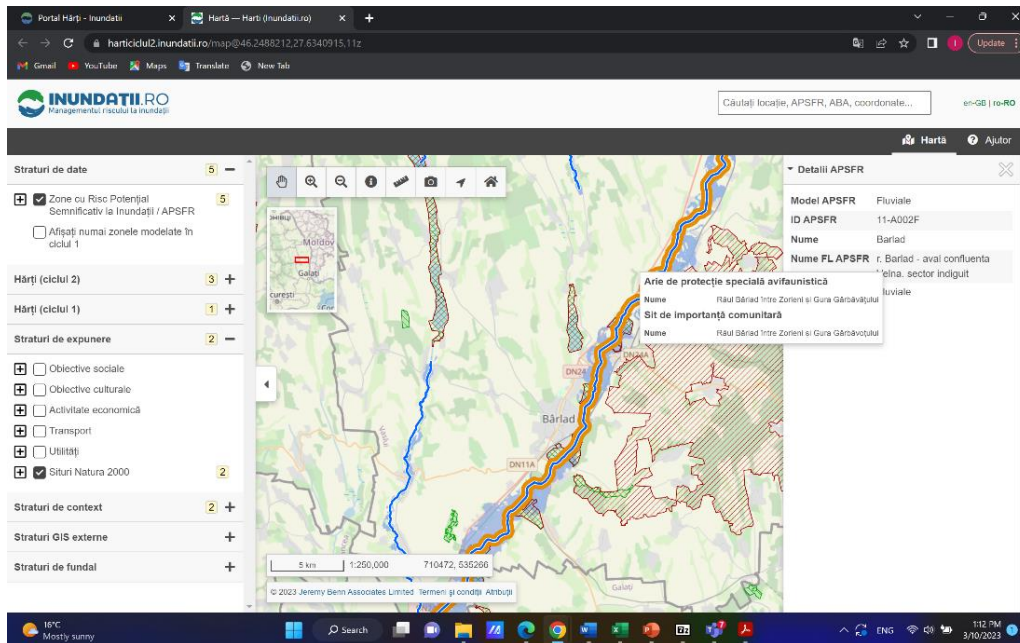 Portal Hărți - Inundatii
Hartă — Harti (Inundatii.ro)
harticiclul2.inundatii.ro/map@46.2488212,27.6340915,11z
Update
Gmail
YouTube
Maps
Translate
New Tab
INUNDATII.RO
Managementul riscului la inundații
Căutați locație, APSFR, ABA, coordonate...
en-GB | ro-RO
Hartă
Ajutor
Straturi de date 5
Zone cu Risc Potențial 5
Semnificativ la Inundații / APSFR
Afișați numai zonele modelate în
ciclul 1
Hărți (ciclul 2) 3
Hărți (ciclul 1) 1
Straturi de expunere 2
Obiective sociale
Obiective culturale
Activitate economică
Transport
Utilități
Situri Natura 2000 2
Straturi de context 2
Straturi GIS externe
Straturi de fundal
Moldov
Galați
curești
DN24
DN24A
Bârlad
DN11A
Vaslui
Galați
5 km
1:250,000
710472, 535266
© 2023 Jeremy Benn Associates Limited Termeni și condiții Atribuții
Detalii APSFR
Model APSFR Fluviale
ID APSFR 11-A002F
Nume Barlad
Nume FL APSFR r. Barlad - aval confluenta
Velna. sector indiguit
Fluviale
Arie de protecție specială avifaunistică
Nume Râul Bârlad între Zorleni și Gura Gârbăvățului
Sit de importanță comunitară
Nume Râul Bârlad între Zorleni și Gura Gârbăvoțului
16°C
Mostly sunny
Search
ENG
1:12 PM
3/10/2023